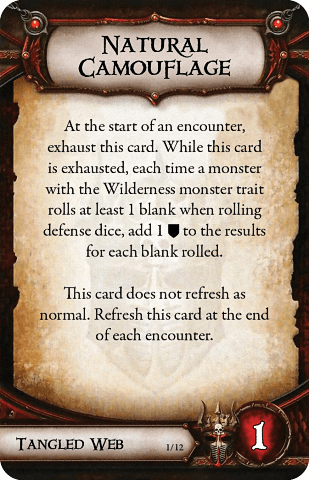 Natural
Camouflage
At the start of an encounter,
exhaust this card. While this card
is exhausted, each time a monster
with the Wilderness monster trait
rolls at least 1 blank when rolling
defense dice, add 1 to the results
for each blank rolled.
This card does not refresh as
normal. Refresh this card at the end
of each encounter.
Tangled Web
1/12
1